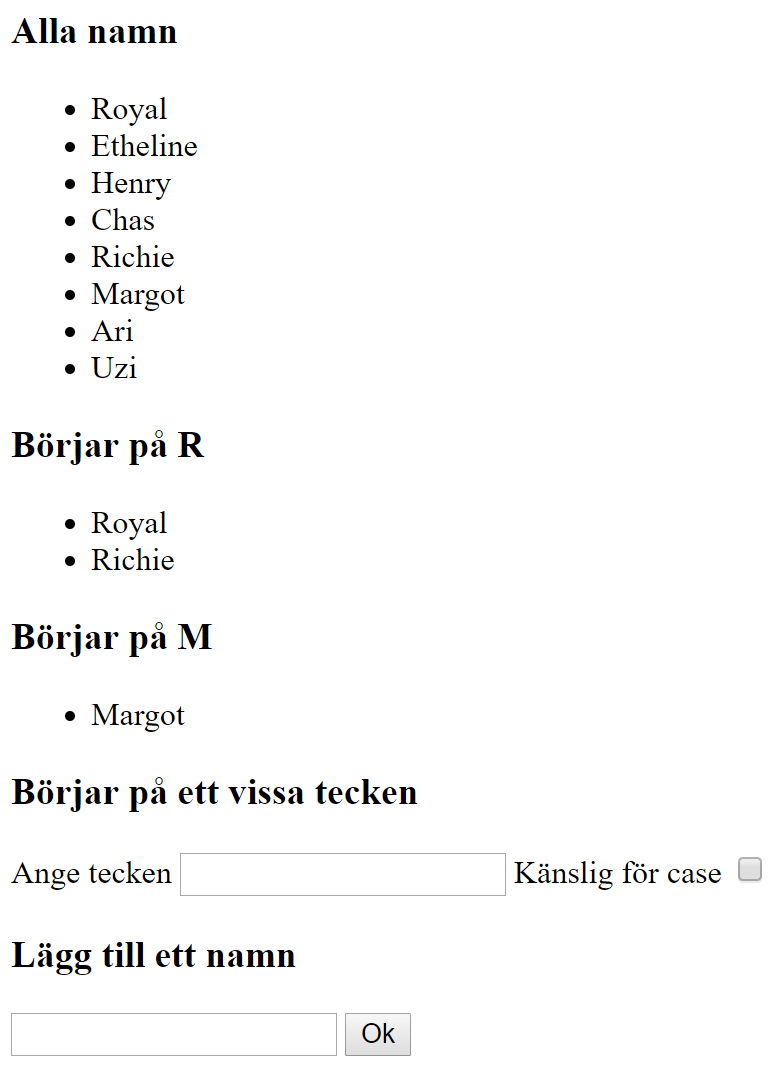 Alla namn
Royal
Etheline
Henry
Chas
Richie
Margot
Ari
Uzi
Börjar på R
Royal
Richie
Börjar på M
Margot
Börjar på ett vissa tecken
Ange tecken Känslig för case
Lägg till ett namn
Ok